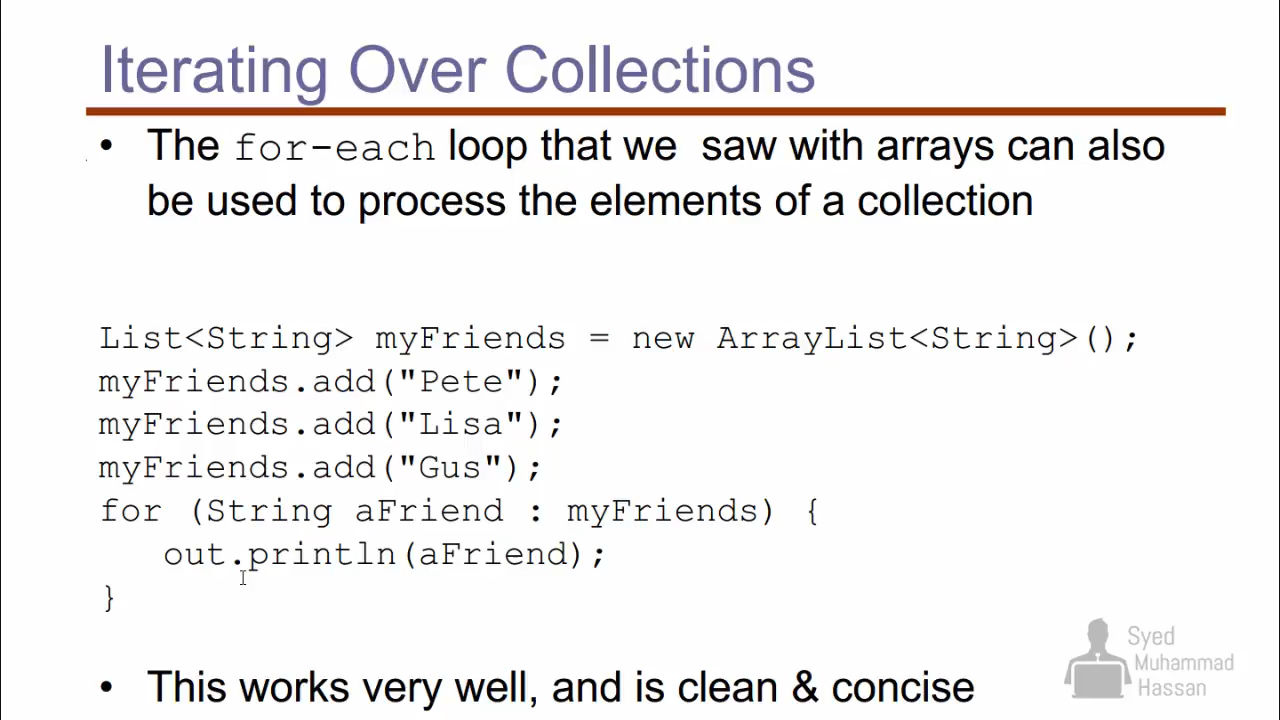 Iterating Over Collections
• The for-each loop that we saw with arrays can also
be used to process the elements of a collection
List<String> myFriends = new ArrayList<String>();
myFriends.add("Pete");
myFriends.add("Lisa");
myFriends.add("Gus");
for (String aFriend : myFriends) {
   out.println(aFriend);
}
• This works very well, and is clean & concise
Syed
Muhammad
Hassan